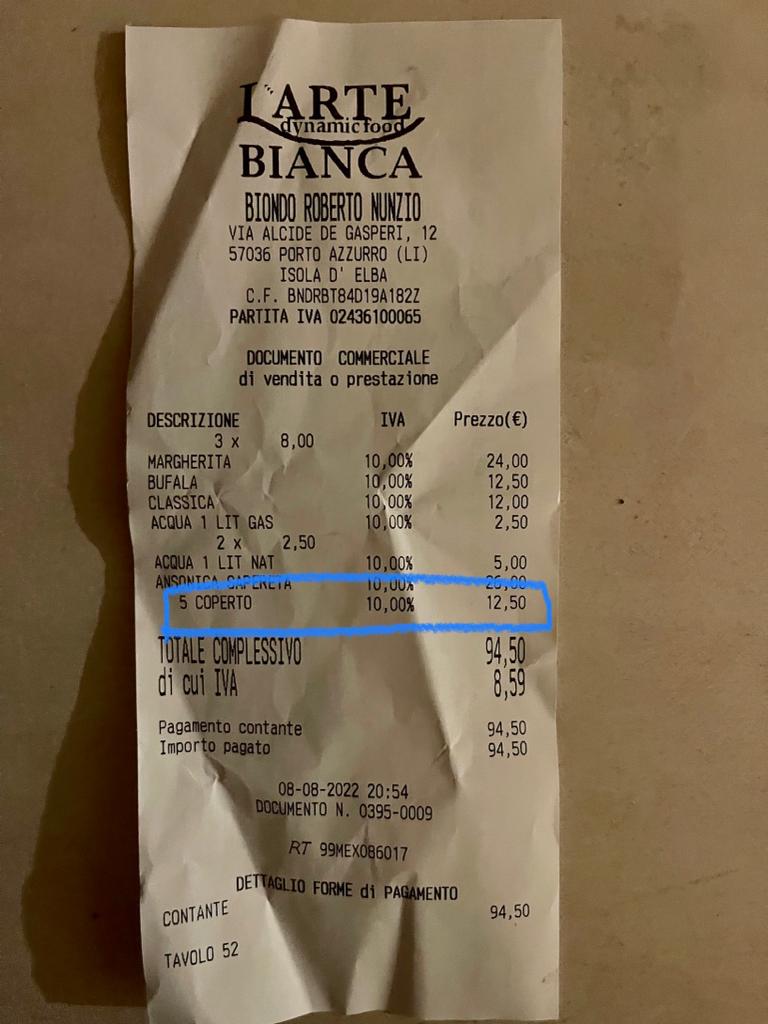 L'ARTE
dynamic food
BIANCA
BIONDO ROBERTO NUNZIO
VIA ALCIDE DE GASPERI, 12
57036 PORTO AZZURRO (LI)
ISOLA D' ELBA
C.F. BNDRBT84D19A182Z
PARTITA IVA 02436100065
DOCUMENTO COMMERCIALE
di vendita o prestazione
DESCRIZIONE IVA Prezzo(€)
3 x 8,00
MARGHERITA 10,00% 24,00
BUFALA 10,00% 12,50
CLASSICA 10,00% 12,00
ACQUA 1 LIT GAS 10,00% 2,50
2 x 2,50
ACQUA 1 LIT NAT 10,00% 5,00
ANSONICA 10,00% 26,00
5 COPERTO 10,00% 12,50
TOTALE COMPLESSIVO 94,50
di cui IVA 8,59
Pagamento contante 94,50
Importo pagato 94,50
08-08-2022 20:54
DOCUMENTO N. 0395-0009
RT 99MEX086017
DETTAGLIO FORME di PAGAMENTO
CONTANTE 94,50
TAVOLO 52